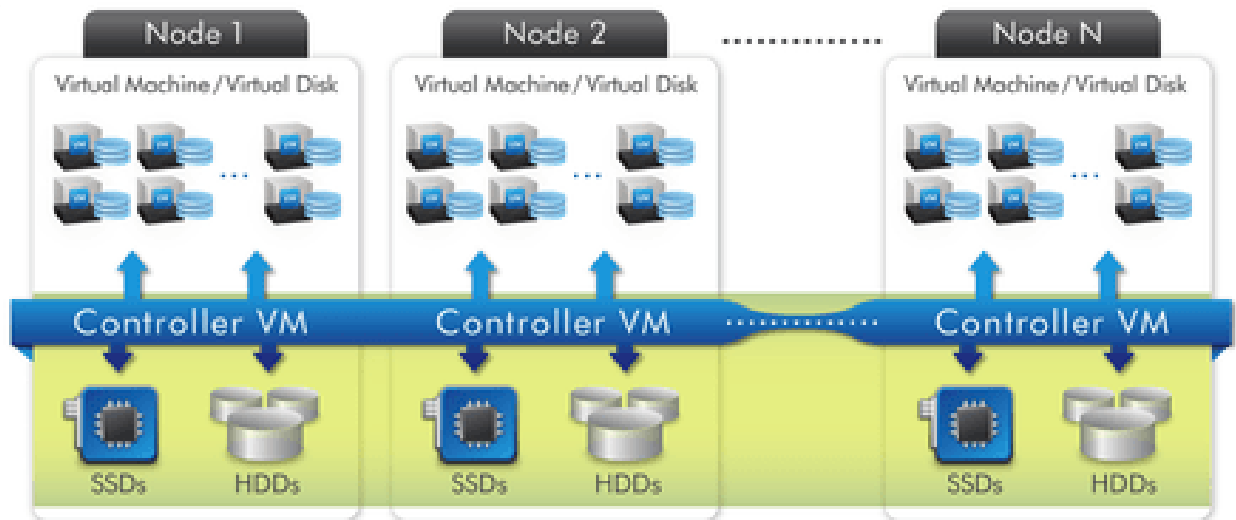 Node 1
Node 2
Node N
Virtual Machine/Virtual Disk
Virtual Machine/Virtual Disk
Virtual Machine/Virtual Disk
Controller VM
Controller VM
Controller VM
SSDs
HDDs
SSDs
HDDs
SSDs
HDDs